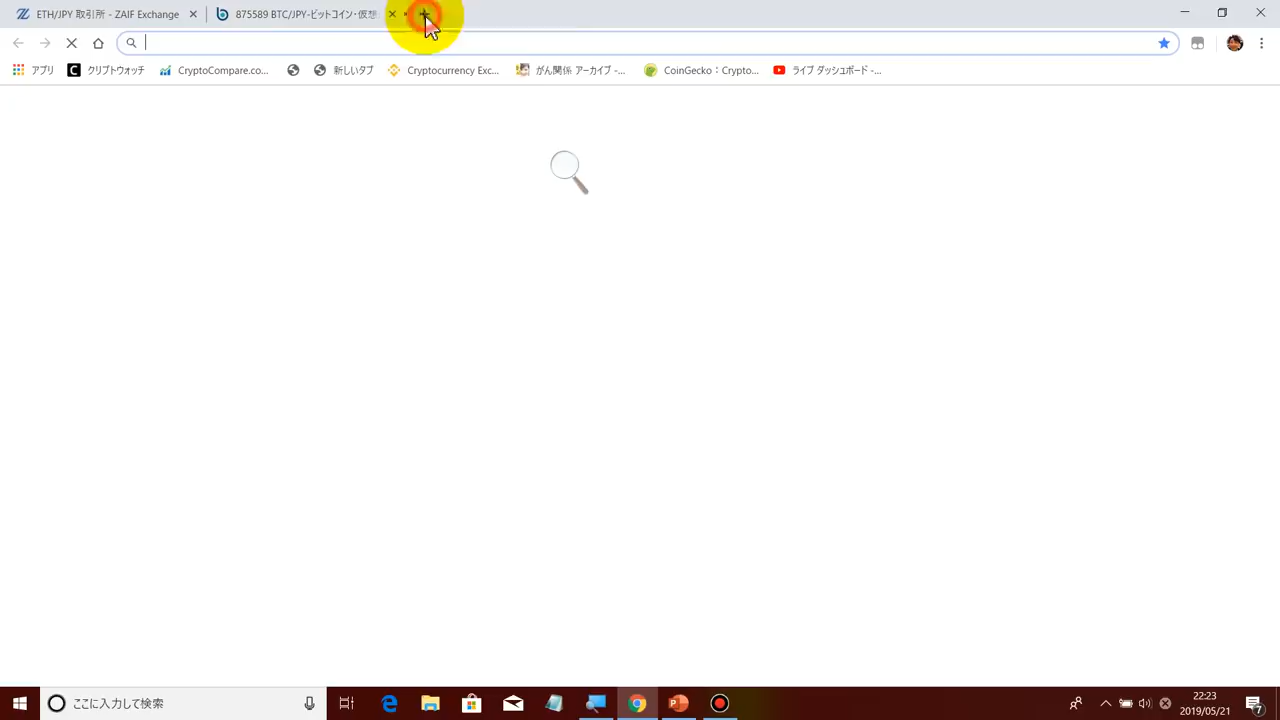 ETH/JPY 取引所 - ZAIF Exchange
875589 BTC/JPY-ビットコイン・仮想
アプリ
クリプトウォッチ
CryptoCompare.co...
新しいタブ
Cryptocurrency Exc...
がん関係 アーカイブ -...
CoinGecko：Crypto...
ライブ ダッシュボード -...
ここに入力して検索
22:23
2019/05/21
7